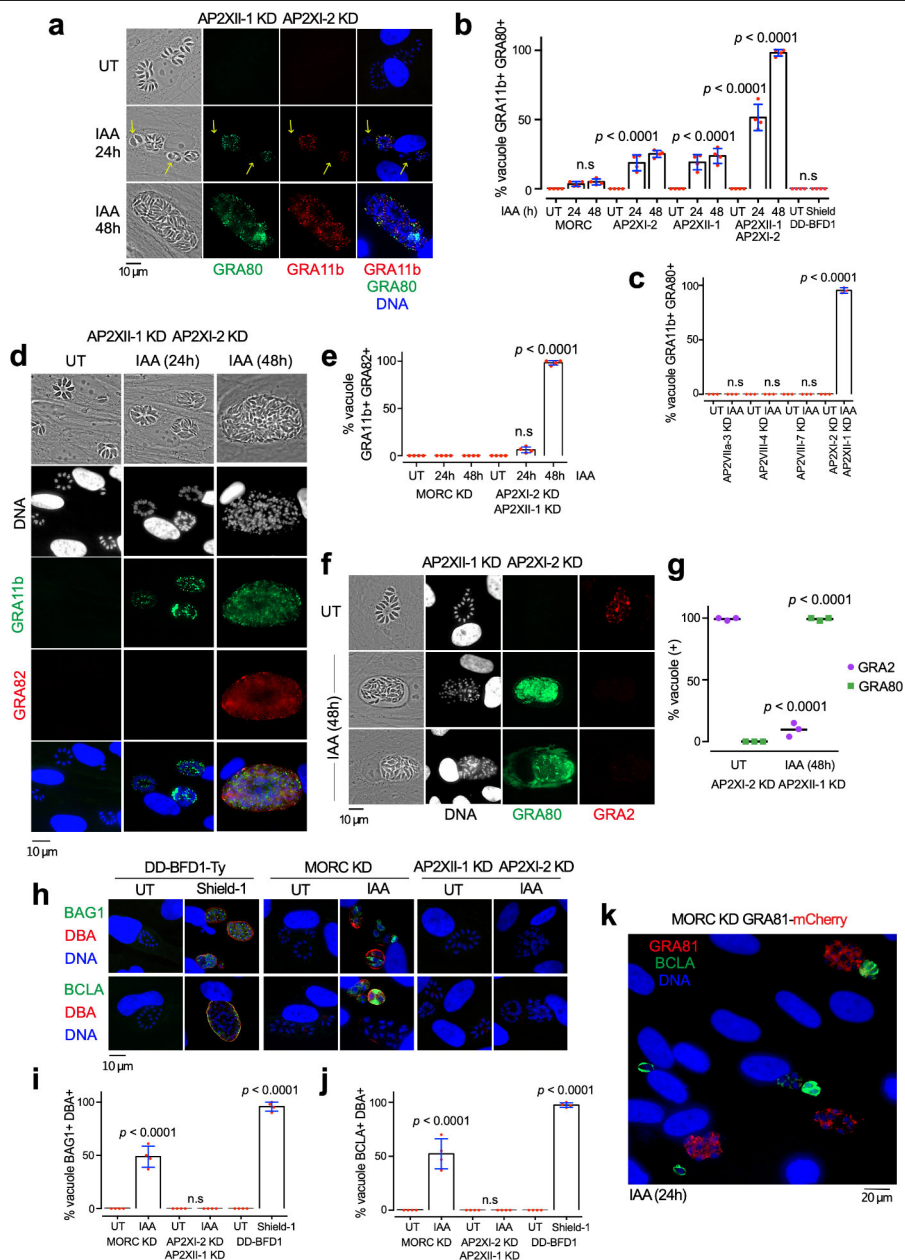 a
AP2XII-1 KD AP2XI-2 KD
UT
IAA
24h
IAA
48h
10 µm
GRA80
GRA11b
GRA11b
GRA80
DNA
b
% vacuole GRA11b+ GRA80+
100
50
0
n.s
p < 0.0001
p < 0.0001
p < 0.0001
p < 0.0001
n.s
IAA (h)
UT 24 48 UT 24 48 UT 24 48 UT 24 48 UT Shield
MORC AP2XI-2 AP2XII-1 AP2XII-1 DD-BFD1
AP2XI-2
c
% vacuole GRA11b+ GRA80+
100
50
0
n.s
n.s
n.s
p < 0.0001
UT IAA UT IAA UT IAA UT IAA
AP2VIIa-3 KD
AP2VIII-4 KD
AP2VIII-7 KD
AP2XI-2 KD
AP2XII-1 KD
d
AP2XII-1 KD AP2XI-2 KD
UT IAA (24h) IAA (48h)
DNA
GRA11b
GRA82
10 µm
e
% vacuole
GRA11b+ GRA82+
100
50
0
n.s
p < 0.0001
UT 24h 48h UT 24h 48h IAA
MORC KD AP2XI-2 KD
AP2XII-1 KD
f
AP2XII-1 KD AP2XI-2 KD
UT
IAA (48h)
10 µm
DNA GRA80 GRA2
g
% vacuole (+)
100
50
0
p < 0.0001
p < 0.0001
GRA2
GRA80
UT IAA (48h)
AP2XI-2 KD AP2XII-1 KD
h
DD-BFD1-Ty MORC KD AP2XII-1 KD AP2XI-2 KD
UT Shield-1 UT IAA UT IAA
BAG1
DBA
DNA
BCLA
DBA
DNA
10 µm
i
% vacuole BAG1+ DBA+
100
50
0
p < 0.0001
n.s
p < 0.0001
UT IAA UT IAA UT Shield-1
MORC KD AP2XI-2 KD DD-BFD1
AP2XII-1 KD
j
% vacuole BCLA+ DBA+
100
50
0
p < 0.0001
n.s
p < 0.0001
UT IAA UT IAA UT Shield-1
MORC KD AP2XI-2 KD DD-BFD1
AP2XII-1 KD
k
MORC KD GRA81-mCherry
GRA81
BCLA
DNA
IAA (24h)
20 µm